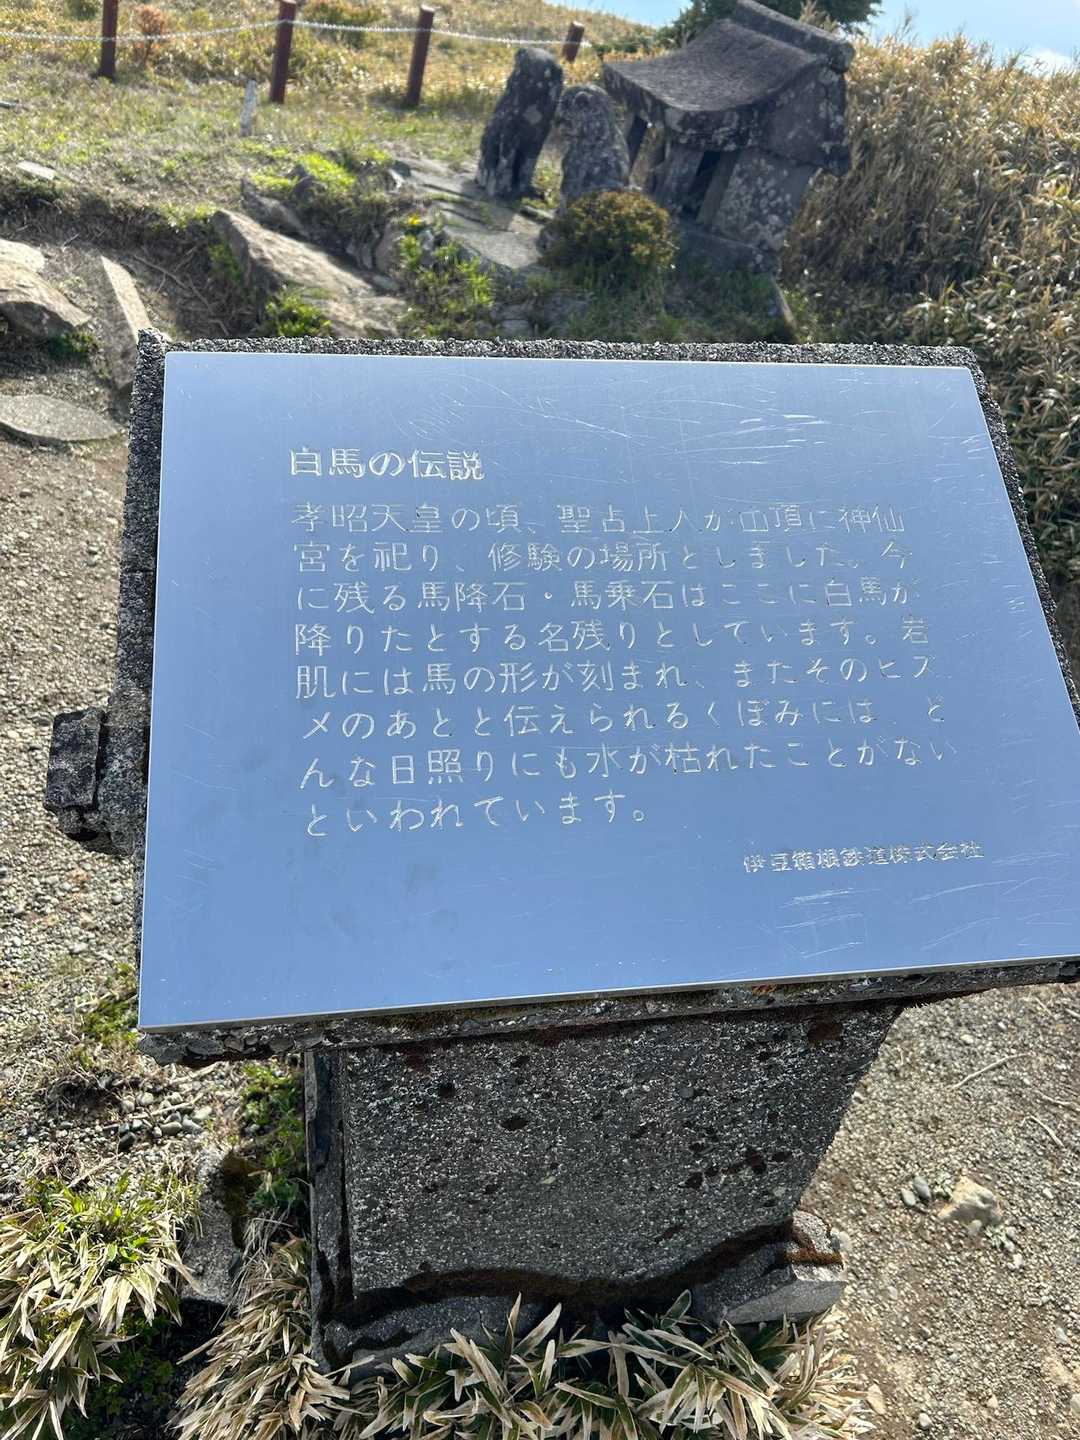 白馬の伝説
孝昭天皇の頃、聖占上人が山頂に神仙
宮を祀り、修験の場所としました。今
に残る馬降石・馬乗石はここに白馬が
降りたとする名残りとしています。岩
肌には馬の形が刻まれ、またそのヒズ
メのあとと伝えられるくぼみには、ど
んな日照りにも水が枯れたことがない
といわれています。
伊豆箱根鉄道株式会社